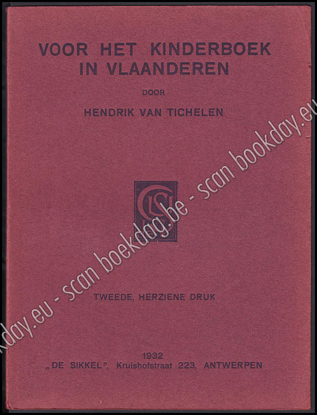 VOOR HET KINDERBOEK
IN VLAANDEREN
DOOR
HENDRIK VAN TICHELEN
TWEEDE, HERZIENE DRUK
1932
„DE SIKKEL”, Kruishofstraat 223, ANTWERPEN
day.eu - scan boekdag.be - scan bookday.eu